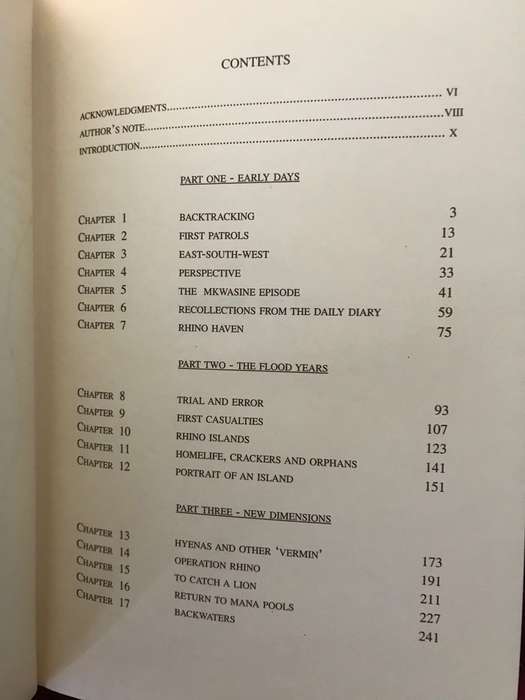 CONTENTS
ACKNOWLEDGMENTS.......................................................................... VI
AUTHOR'S NOTE................................................................................VIII
INTRODUCTION................................................................................. X
PART ONE - EARLY DAYS
CHAPTER 1 BACKTRACKING 3
CHAPTER 2 FIRST PATROLS 13
CHAPTER 3 EAST-SOUTH-WEST 21
CHAPTER 4 PERSPECTIVE 33
CHAPTER 5 THE MKWASINE EPISODE 41
CHAPTER 6 RECOLLECTIONS FROM THE DAILY DIARY 59
CHAPTER 7 RHINO HAVEN 75
PART TWO - THE FLOOD YEARS
CHAPTER 8 TRIAL AND ERROR 93
CHAPTER 9 FIRST CASUALTIES 107
CHAPTER 10 RHINO ISLANDS 123
CHAPTER 11 HOMELIFE, CRACKERS AND ORPHANS 141
CHAPTER 12 PORTRAIT OF AN ISLAND 151
PART THREE - NEW DIMENSIONS
CHAPTER 13 HYENAS AND OTHER 'VERMIN' 173
CHAPTER 14 OPERATION RHINO 191
CHAPTER 15 TO CATCH A LION 211
CHAPTER 16 RETURN TO MANA POOLS 227
CHAPTER 17 BACKWATERS 241